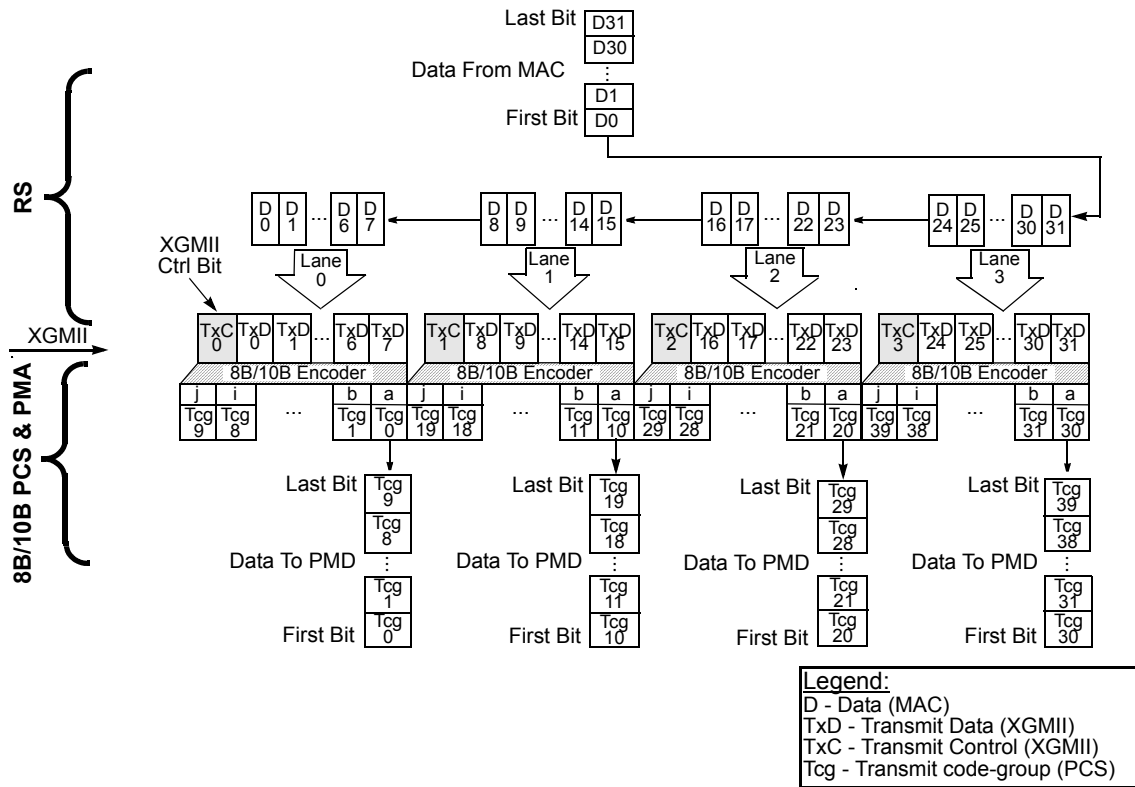 Last Bit D31
D30
Data From MAC ...
D1
First Bit D0
RS
D 0 D 1 ... D 6 D 7 D 8 D 9 ... D 14 D 15 D 16 D 17 ... D 22 D 23 D 24 D 25 ... D 30 D 31
XGMII
Ctrl Bit
Lane 0 Lane 1 Lane 2 Lane 3
XGMII
TxC 0 TxD 0 TxD 1 ... TxD 6 TxD 7 TxC 1 TxD 8 TxD 9 ... TxD 14 TxD 15 TxC 2 TxD 16 TxD 17 ... TxD 22 TxD 23 TxC 3 TxD 24 TxD 25 ... TxD 30 TxD 31
8B/10B Encoder 8B/10B Encoder 8B/10B Encoder 8B/10B Encoder
8B/10B PCS & PMA
j i b a j i b a j i b a j i b a
Tcg 9 Tcg 8 ... Tcg 1 Tcg 0 Tcg 19 Tcg 18 ... Tcg 11 Tcg 10 Tcg 29 Tcg 28 ... Tcg 21 Tcg 20 Tcg 39 Tcg 38 ... Tcg 31 Tcg 30
Last Bit Tcg 9 Last Bit Tcg 19 Last Bit Tcg 29 Last Bit Tcg 39
Tcg 8 Tcg 18 Tcg 28 Tcg 38
Data To PMD ... Data To PMD ... Data To PMD ... Data To PMD ...
Tcg 1 Tcg 11 Tcg 21 Tcg 31
First Bit Tcg 0 First Bit Tcg 10 First Bit Tcg 20 First Bit Tcg 30
Legend:
D - Data (MAC)
TxD - Transmit Data (XGMII)
TxC - Transmit Control (XGMII)
Tcg - Transmit code-group (PCS)